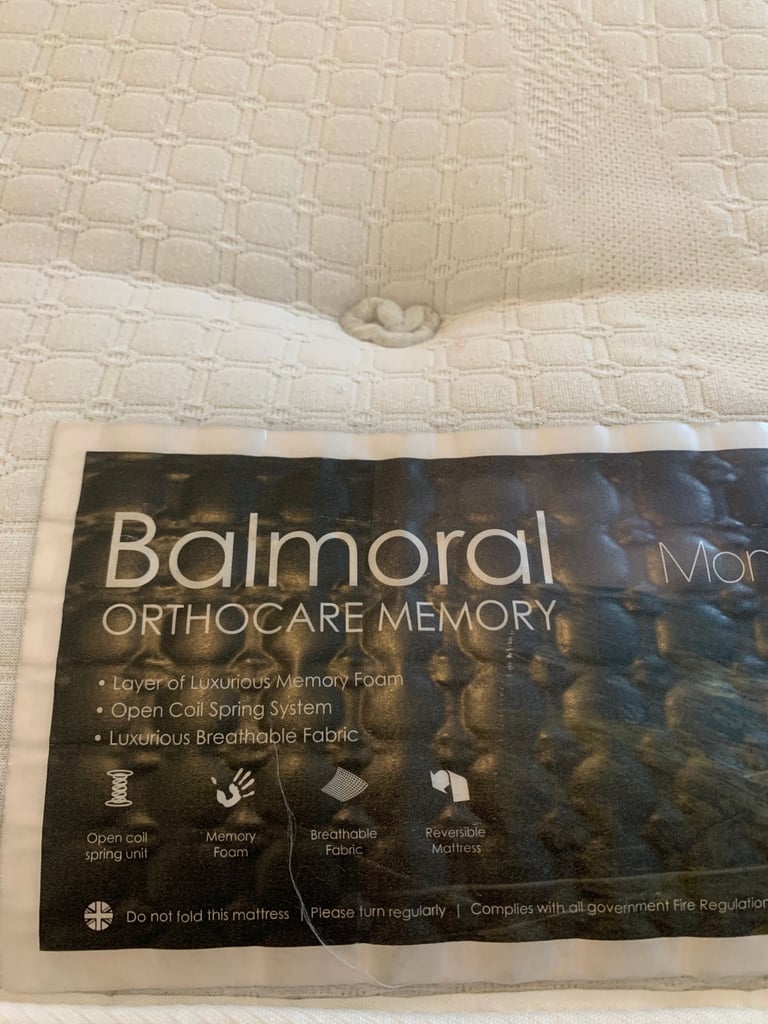 Balmoral
ORTHOCARE MEMORY
• Layer of Luxurious Memory Foam
• Open Coil Spring System
• Luxurious Breathable Fabric
Open coil
spring unit
Memory
Foam
Breathable
Fabric
Reversible
Mattress
Do not fold this mattress | Please turn regularly | Complies with all government Fire Regulation